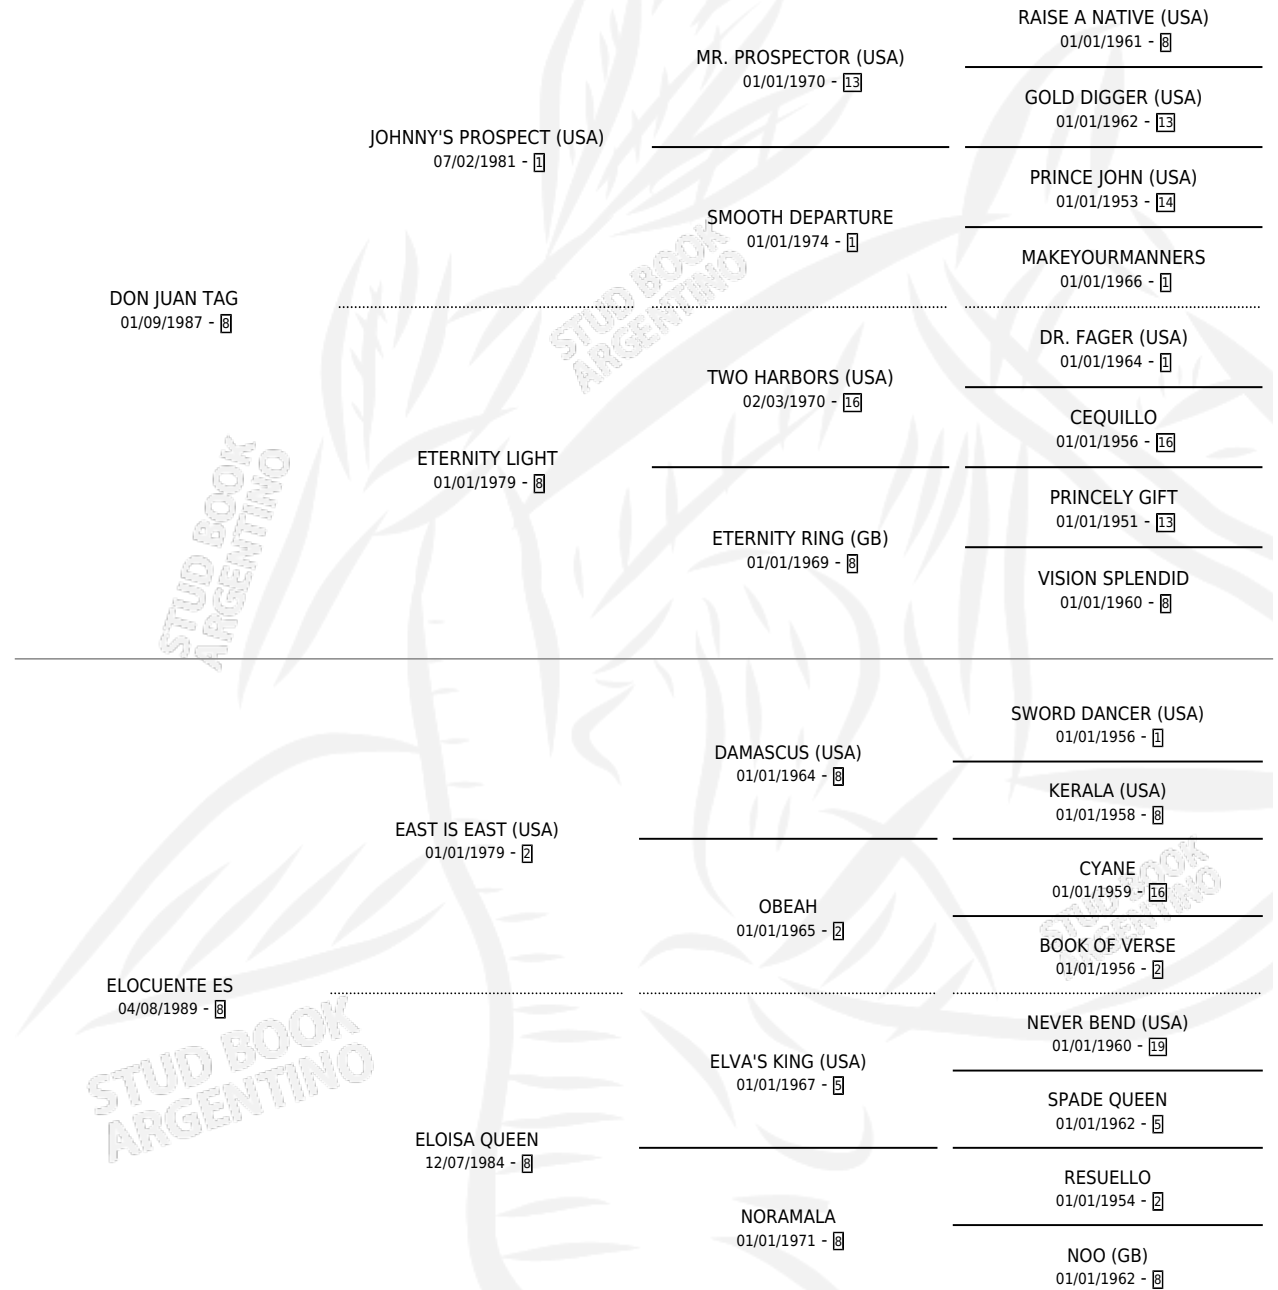 RAISE A NATIVE (USA)
01/01/1961 - 8
MR. PROSPECTOR (USA)
01/01/1970 - 13
GOLD DIGGER (USA)
01/01/1962 - 13
JOHNNY'S PROSPECT (USA)
07/02/1981 - 1
PRINCE JOHN (USA)
01/01/1953 - 14
SMOOTH DEPARTURE
01/01/1974 - 1
MAKEYOURMANNERS
01/01/1966 - 1
DON JUAN TAG
01/09/1987 - 8
DR. FAGER (USA)
01/01/1964 - 1
TWO HARBORS (USA)
02/03/1970 - 16
CEQUILLO
01/01/1956 - 16
ETERNITY LIGHT
01/01/1979 - 8
PRINCELY GIFT
01/01/1951 - 13
ETERNITY RING (GB)
01/01/1969 - 8
VISION SPLENDID
01/01/1960 - 8
STUD BOOK
ARGENTINO
STUD BOOK
ARGENTINO
SWORD DANCER (USA)
01/01/1956 - 1
DAMASCUS (USA)
01/01/1964 - 8
KERALA (USA)
01/01/1958 - 8
EAST IS EAST (USA)
01/01/1979 - 2
CYANE
01/01/1959 - 16
OBEAH
01/01/1965 - 2
BOOK OF VERSE
01/01/1956 - 2
ELOCUENTE ES
04/08/1989 - 8
NEVER BEND (USA)
01/01/1960 - 19
ELVA'S KING (USA)
01/01/1967 - 5
SPADE QUEEN
01/01/1962 - 5
ELOISA QUEEN
12/07/1984 - 8
RESUELLO
01/01/1954 - 2
NORAMALA
01/01/1971 - 8
NOO (GB)
01/01/1962 - 8
STUD BOOK
ARGENTINO
STUD BOOK
ARGENTINO